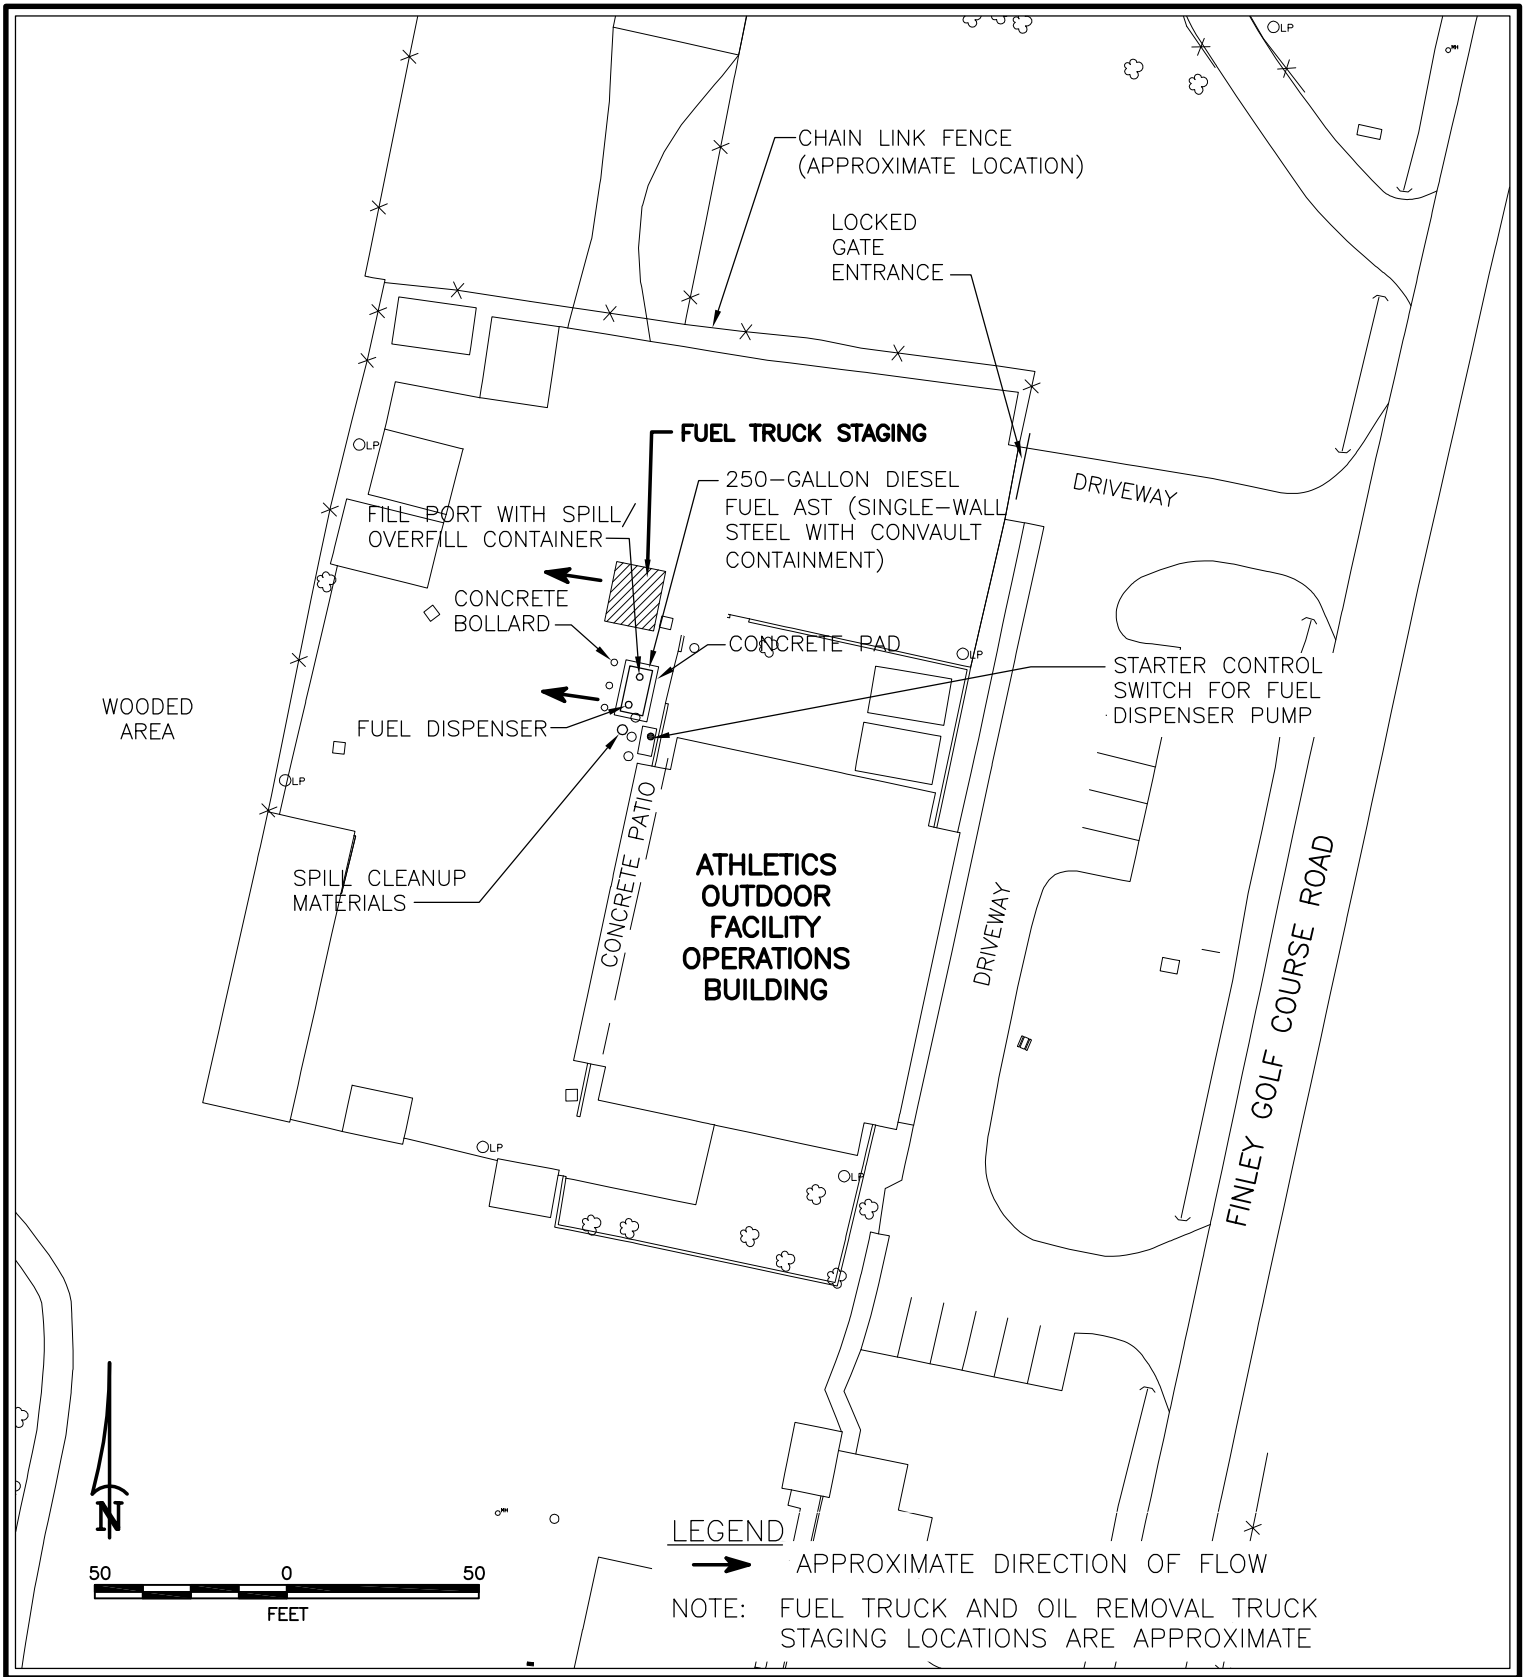 LP
MH
CHAIN LINK FENCE
(APPROXIMATE LOCATION)
LOCKED
GATE
ENTRANCE
FUEL TRUCK STAGING
LP
250-GALLON DIESEL
FUEL AST (SINGLE-WALL
STEEL WITH CONVAULT
CONTAINMENT)
DRIVEWAY
FILL PORT WITH SPILL/
OVERFILL CONTAINER
CONCRETE
BOLLARD
CONCRETE PAD
LP
STARTER CONTROL
SWITCH FOR FUEL
DISPENSER PUMP
WOODED
AREA
FUEL DISPENSER
LP
CONCRETE PATIO
SPILL CLEANUP
MATERIALS
ATHLETICS
OUTDOOR
FACILITY
OPERATIONS
BUILDING
DRIVEWAY
FINLEY GOLF COURSE ROAD
LP
LP
N
MH
LEGEND
APPROXIMATE DIRECTION OF FLOW
50 0 50
FEET
NOTE: FUEL TRUCK AND OIL REMOVAL TRUCK
STAGING LOCATIONS ARE APPROXIMATE